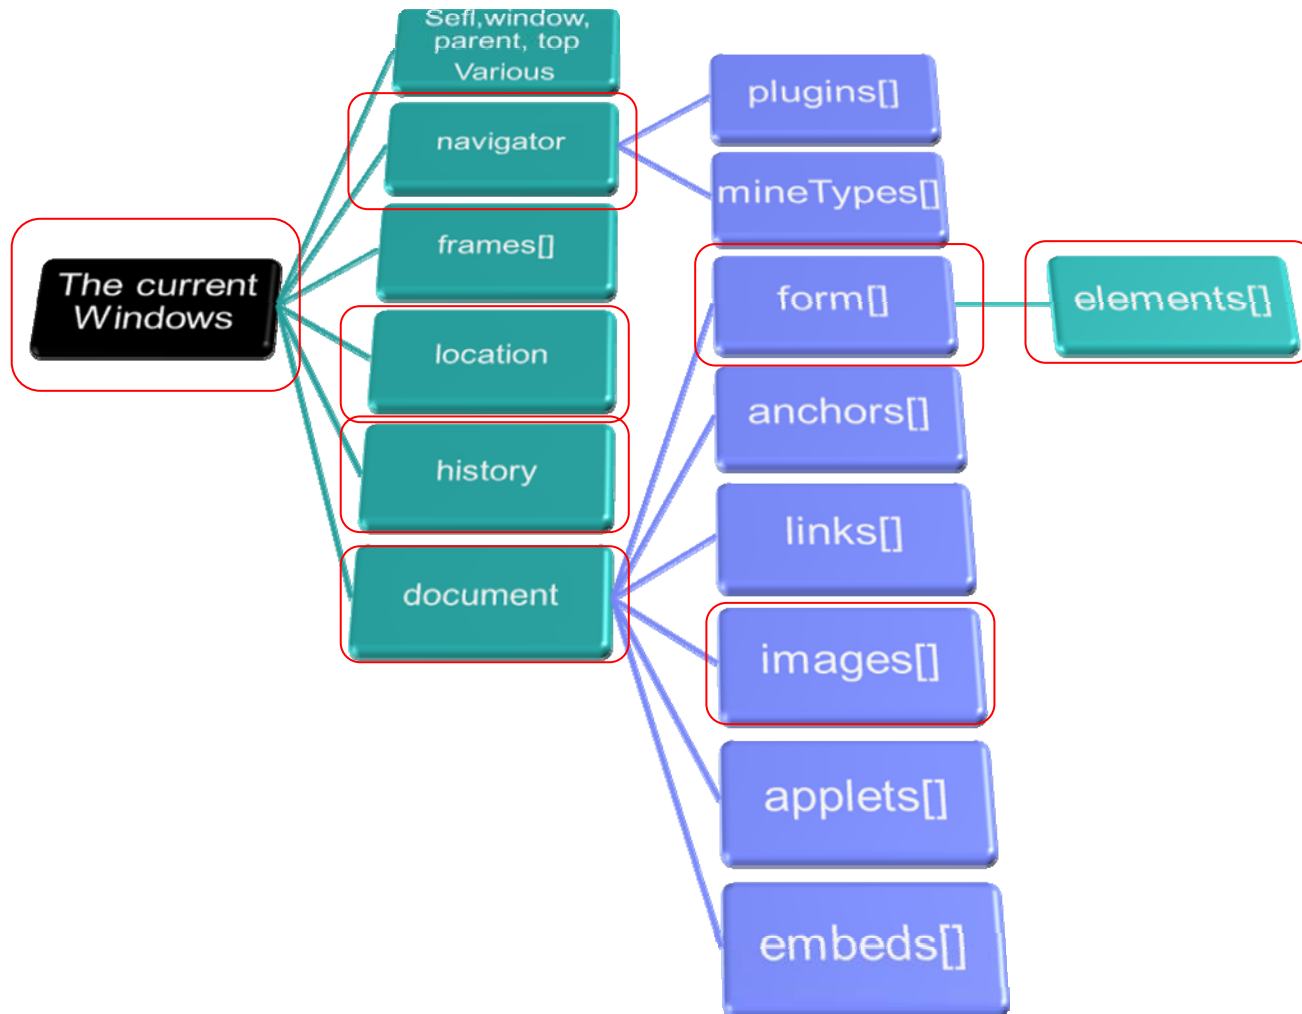 Sefl,window,
parent, top
Various
navigator
frames[]
The current
Windows
location
history
document
plugins[]
mineTypes[]
form[]
anchors[]
links[]
images[]
applets[]
embeds[]
elements[]